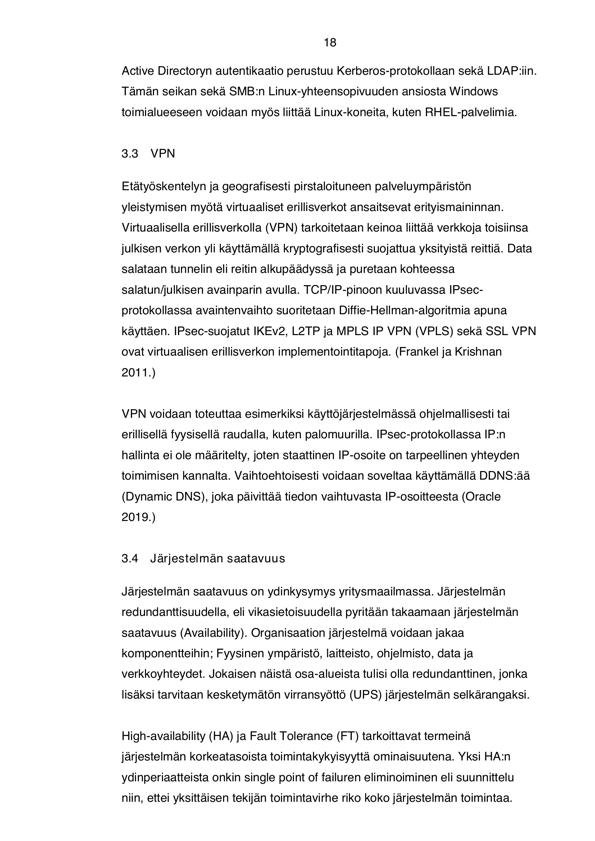 18
Active Directoryn autentikaatio perustuu Kerberos-protokollaan sekä LDAP:iin.
Tämän seikan sekä SMB:n Linux-yhteensopivuuden ansiosta Windows
toimialueeseen voidaan myös liittää Linux-koneita, kuten RHEL-palvelimia.
3.3 VPN
Etätyöskentelyn ja geografisesti pirstaloituneen palveluympäristön
yleistymisen myötä virtuaaliset erillisverkot ansaitsevat erityismaininnan.
Virtuaalisella erillisverkolla (VPN) tarkoitetaan keinoa liittää verkkoja toisiinsa
julkisen verkon yli käyttämällä kryptografisesti suojattua yksityistä reittiä. Data
salataan tunnelin eli reitin alkupäädyssä ja puretaan kohteessa
salatun/julkisen avainparin avulla. TCP/IP-pinoon kuuluvassa IPsec-
protokollassa avaintenvaihto suoritetaan Diffie-Hellman-algoritmia apuna
käyttäen. IPsec-suojatut IKEv2, L2TP ja MPLS IP VPN (VPLS) sekä SSL VPN
ovat virtuaalisen erillisverkon implementointitapoja. (Frankel ja Krishnan
2011.)
VPN voidaan toteuttaa esimerkiksi käyttöjärjestelmässä ohjelmallisesti tai
erillisellä fyysisellä raudalla, kuten palomuurilla. IPsec-protokollassa IP:n
hallinta ei ole määritelty, joten staattinen IP-osoite on tarpeellinen yhteyden
toimimisen kannalta. Vaihtoehtoisesti voidaan soveltaa käyttämällä DDNS:ää
(Dynamic DNS), joka päivittää tiedon vaihtuvasta IP-osoitteesta (Oracle
2019.)
3.4 Järjestelmän saatavuus
Järjestelmän saatavuus on ydinkysymys yritysmaailmassa. Järjestelmän
redundanttisuudella, eli vikasietoisuudella pyritään takaamaan järjestelmän
saatavuus (Availability). Organisaation järjestelmä voidaan jakaa
komponentteihin; Fyysinen ympäristö, laitteisto, ohjelmisto, data ja
verkkoyhteydet. Jokaisen näistä osa-alueista tulisi olla redundanttinen, jonka
lisäksi tarvitaan kesketymätön virransyöttö (UPS) järjestelmän selkärangaksi.
High-availability (HA) ja Fault Tolerance (FT) tarkoittavat termeinä
järjestelmän korkeatasoista toimintakykyisyyttä ominaisuutena. Yksi HA:n
ydinperiaatteista onkin single point of failuren eliminoiminen eli suunnittelu
niin, ettei yksittäisen tekijän toimintavirhe riko koko järjestelmän toimintaa.